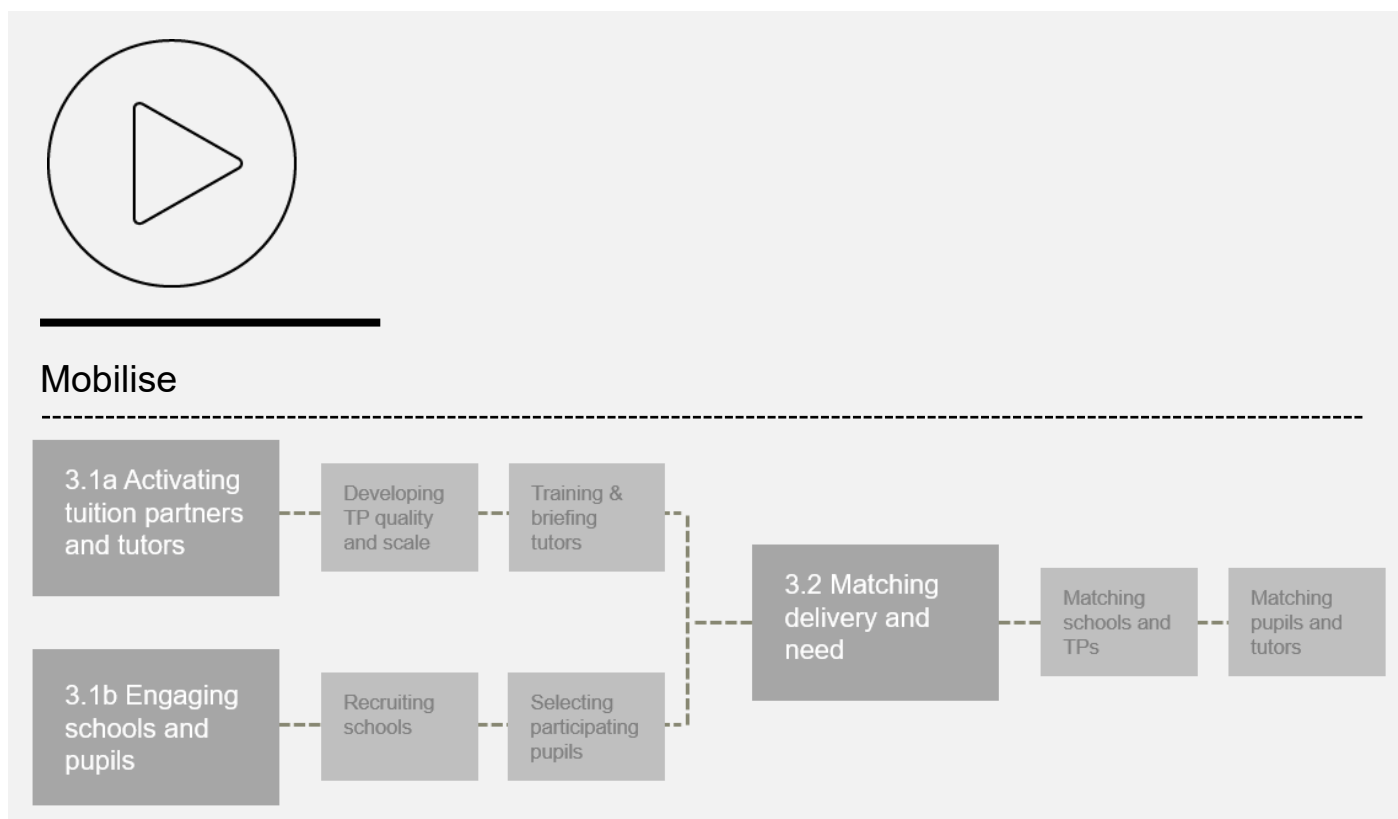 Mobilise
3.1a Activating
tuition partners
and tutors
Developing
TP quality
and scale
Training &
briefing
tutors
3.1b Engaging
schools and
pupils
Recruiting
schools
Selecting
participating
pupils
3.2 Matching
delivery and
need
Matching
schools and
TPs
Matching
pupils and
tutors